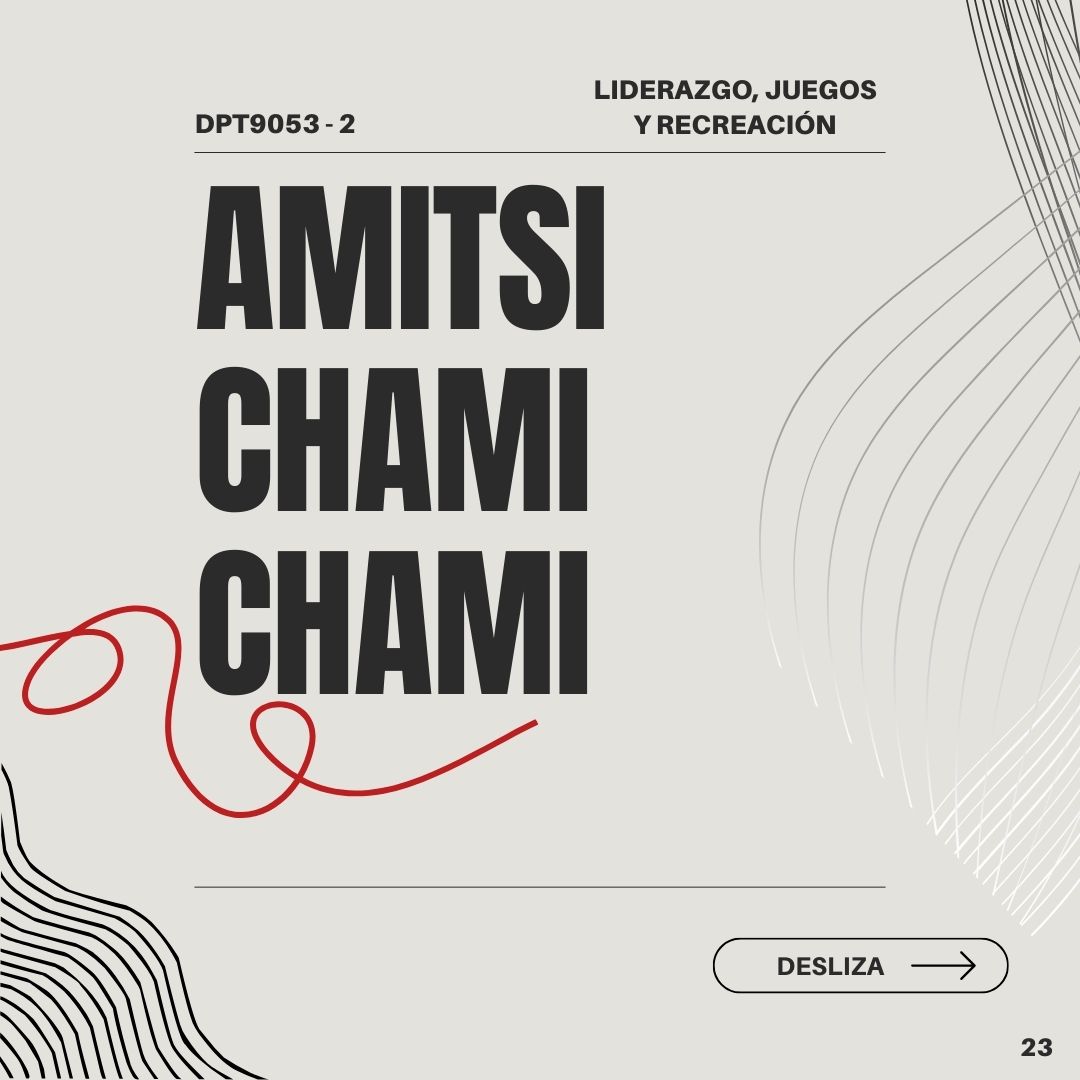 DPT9053 - 2
LIDERAZGO, JUEGOS
Y RECREACIÓN
AMITSI
CHAMI
CHAMI
DESLIZA
23